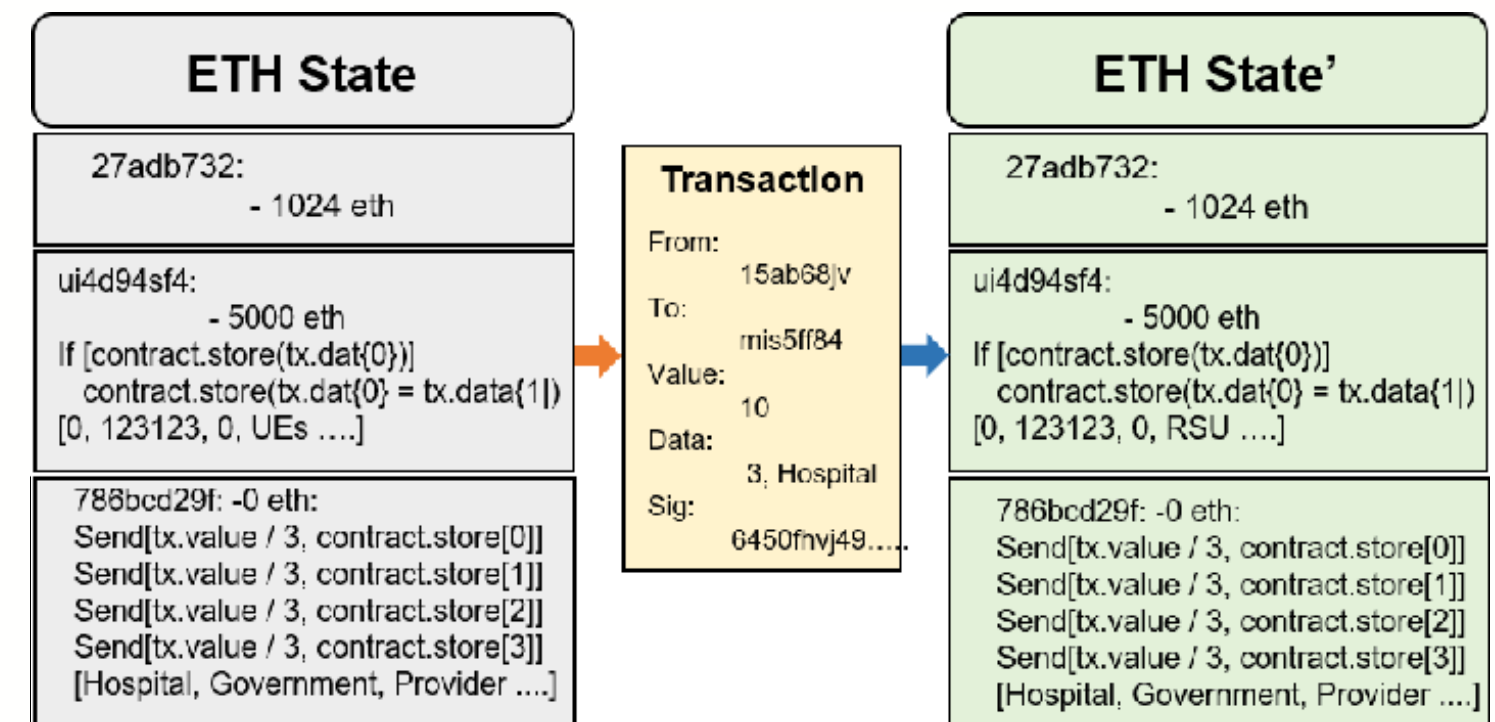 ETH State
27adb732:
- 1024 eth
ui4d94sf4:
- 5000 eth
If [contract.store(tx.dat{0})]
contract.store(tx.dat{0} = tx.data{1|)
[0, 123123, 0, UEs ....]
786bcd29f: -0 eth:
Send[tx.value / 3, contract.store[0]]
Send[tx.value / 3, contract.store[1]]
Send[tx.value / 3, contract.store[2]]
Send[tx.value / 3, contract.store[3]]
[Hospital, Government, Provider ....]
Transaction
From:
15ab68jv
To:
mis5ff84
Value:
10
Data:
3, Hospital
Sig:
6450fhvj49.....
ETH State’
27adb732:
- 1024 eth
ui4d94sf4:
- 5000 eth
If [contract.store(tx.dat{0})]
contract.store(tx.dat{0} = tx.data{1|)
[0, 123123, 0, RSU ....]
786bcd29f: -0 eth:
Send[tx.value / 3, contract.store[0]]
Send[tx.value / 3, contract.store[1]]
Send[tx.value / 3, contract.store[2]]
Send[tx.value / 3, contract.store[3]]
[Hospital, Government, Provider ....]